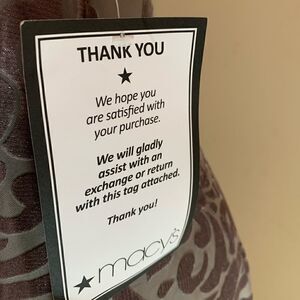 THANK YOU
We hope you
are satisfied with
your purchase.
We will gladly
assist with an
exchange or return
with this tag attached.
Thank you!
macy's